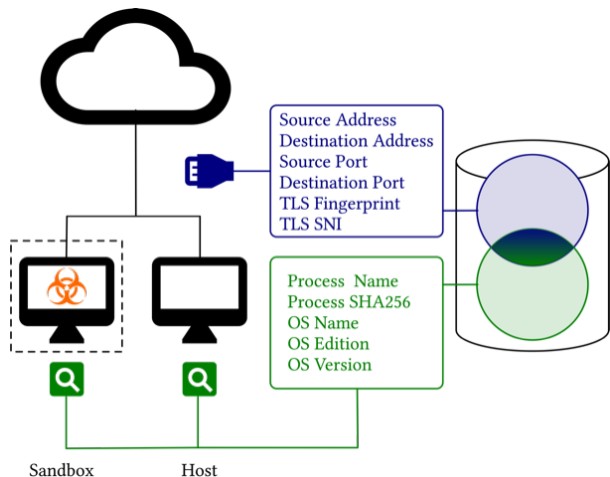 Source Address
Destination Address
Source Port
Destination Port
TLS Fingerprint
TLS SNI
Process Name
Process SHA256
OS Name
OS Edition
OS Version
Sandbox
Host